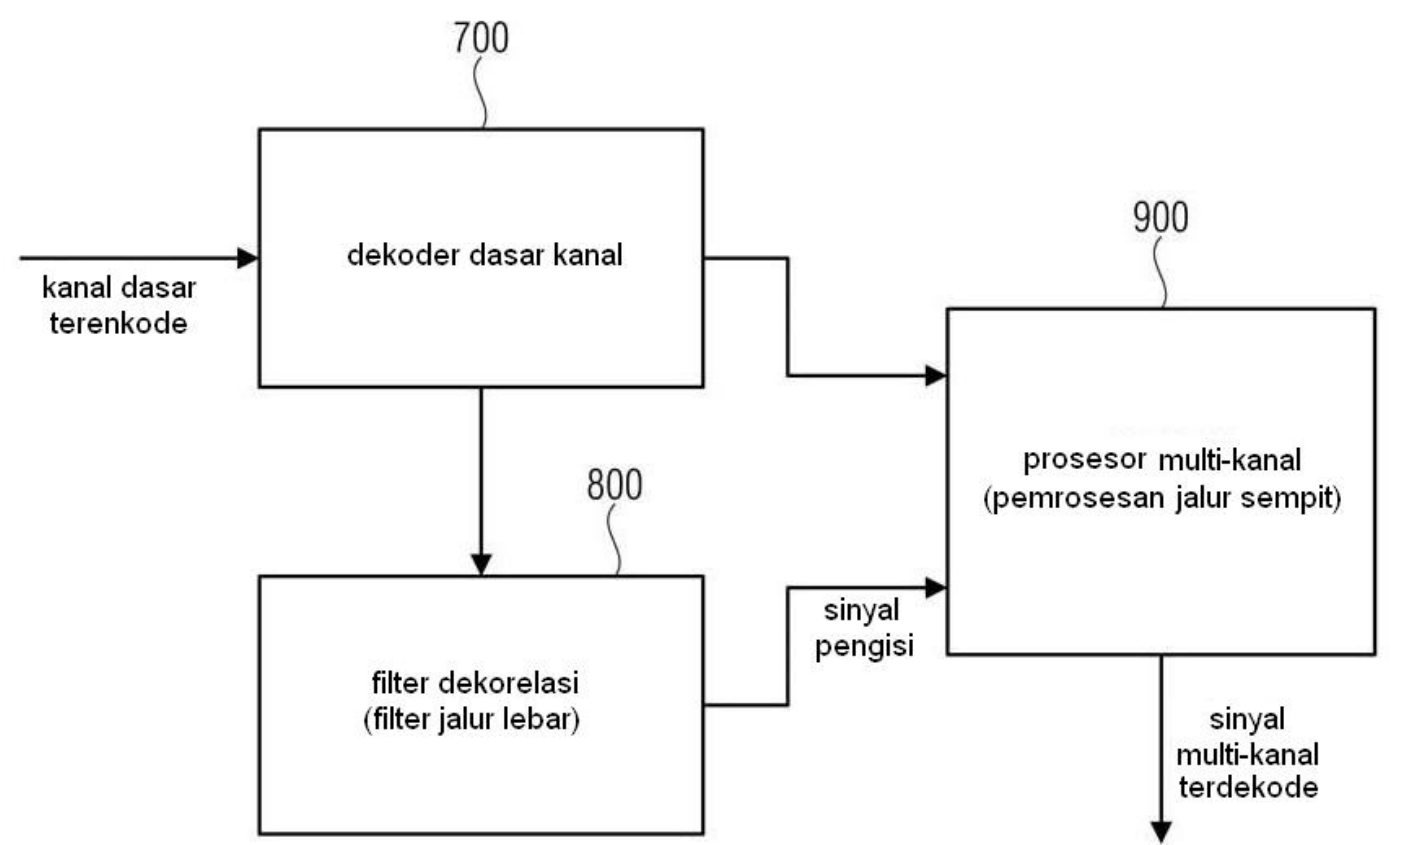 700
dekoder dasar kanal
kanal dasar
terenkode
900
prosesor multi-kanal
(pemrosesan jalur sempit)
800
sinyal
pengisi
filter dekorelasi
(filter jalur lebar)
sinyal
multi-kanal
terdekode